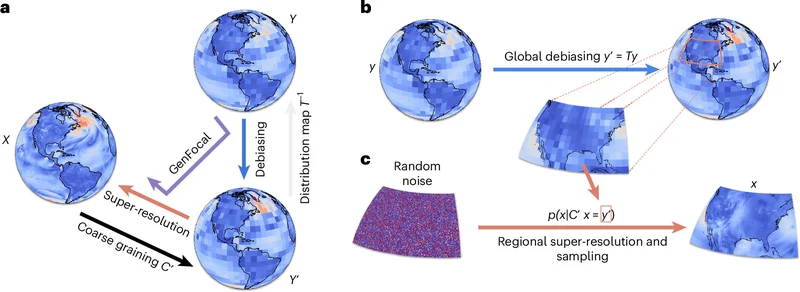 a
Y
X
GenFocal
Debiasing
Distribution map T⁻¹
Super-resolution
Coarse graining C′
Y′
b
y
Global debiasing y′ = Ty
y′
c
Random
noise
x
p(x|C′ x = y′)
Regional super-resolution and
sampling